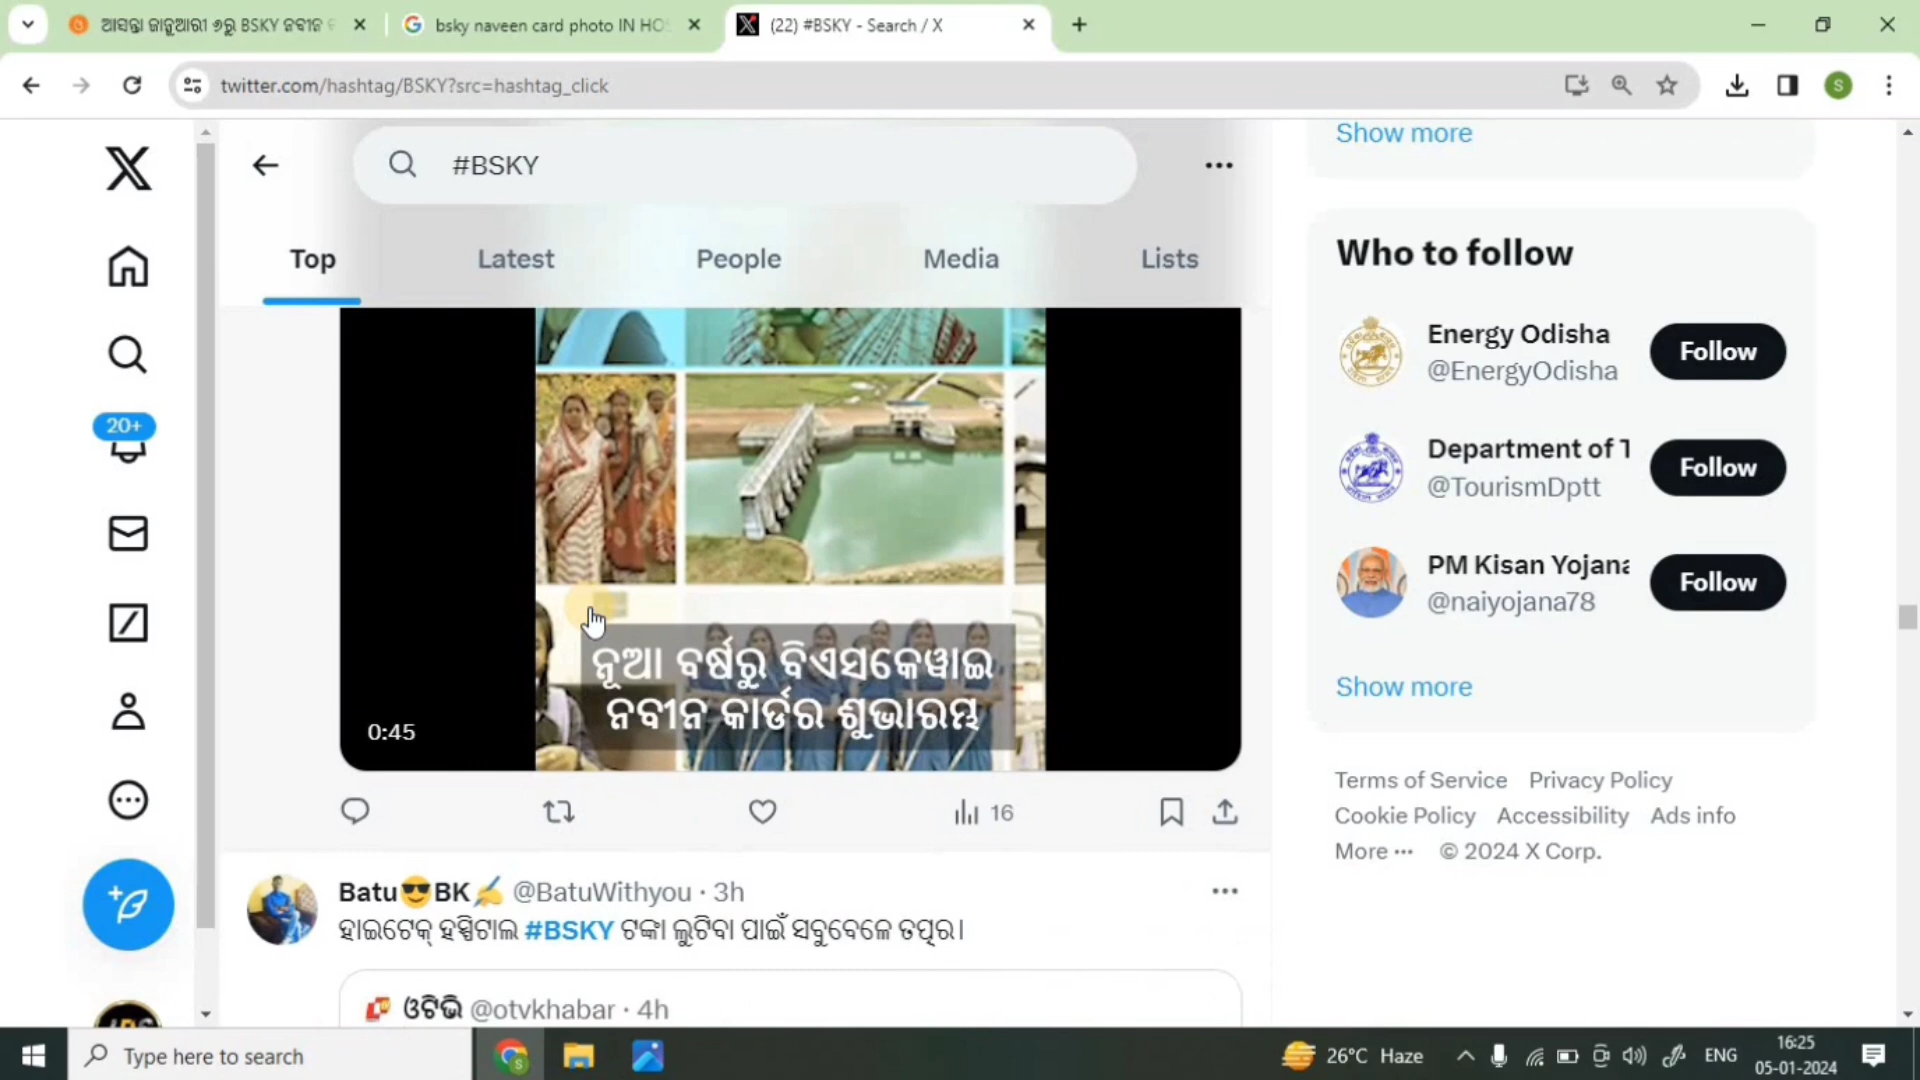 ଆସନ୍ତା ଜାନୁଆରୀ ୬ରୁ BSKY ନବୀନ
bsky naveen card photo IN HO
(22) #BSKY - Search / X
twitter.com/hashtag/BSKY?src=hashtag_click
S
#BSKY
Show more
Top
Latest
People
Media
Lists
Who to follow
Energy Odisha
@EnergyOdisha
Follow
Department of
@TourismDptt
Follow
PM Kisan Yojana
@naiyojana78
Follow
Show more
20+
ନୂଆ ବର୍ଷରୁ ବିଏସକେୱାଇ
ନବୀନ କାର୍ଡର ଶୁଭାରମ୍ଭ
0:45
16
Terms of Service Privacy Policy
Cookie Policy Accessibility Ads info
More ··· © 2024 X Corp.
Batu😎BK✍️ @BatuWithyou · 3h
ହାଇଟେକ୍ ହସ୍ପିଟାଲ #BSKY ଟଙ୍କା ଲୁଟିବା ପାଇଁ ସବୁବେଳେ ତତ୍ପର।
ଓଟିଭି @otvkhabar · 4h
Type here to search
26°C Haze
ENG
16:25
05-01-2024